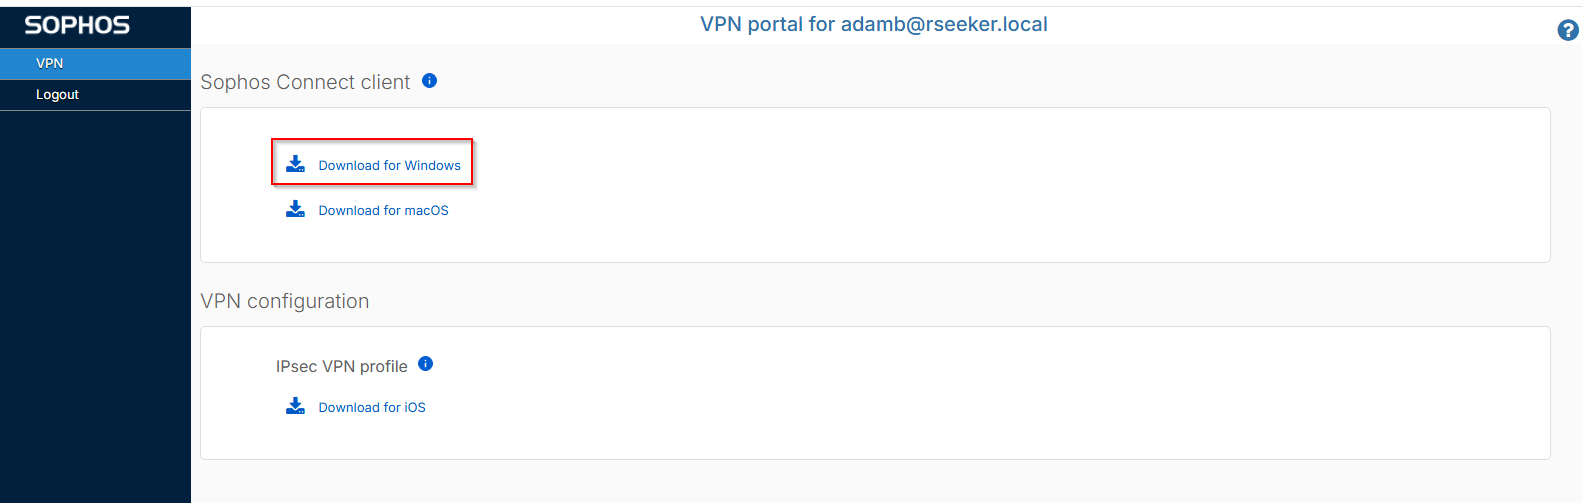 SOPHOS
VPN portal for adamb@rseeker.local
?
VPN
Logout
Sophos Connect client i
Download for Windows
Download for macOS
VPN configuration
IPsec VPN profile i
Download for iOS